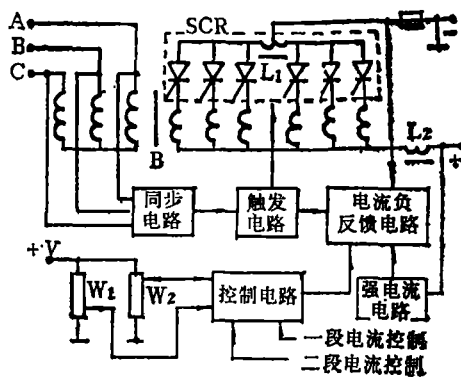 A
SCR
B
C
L1
B
L2
+
同步电路
触发电路
电流负反馈电路
+V
W1
W2
控制电路
强电流电路
一段电流控制
二段电流控制